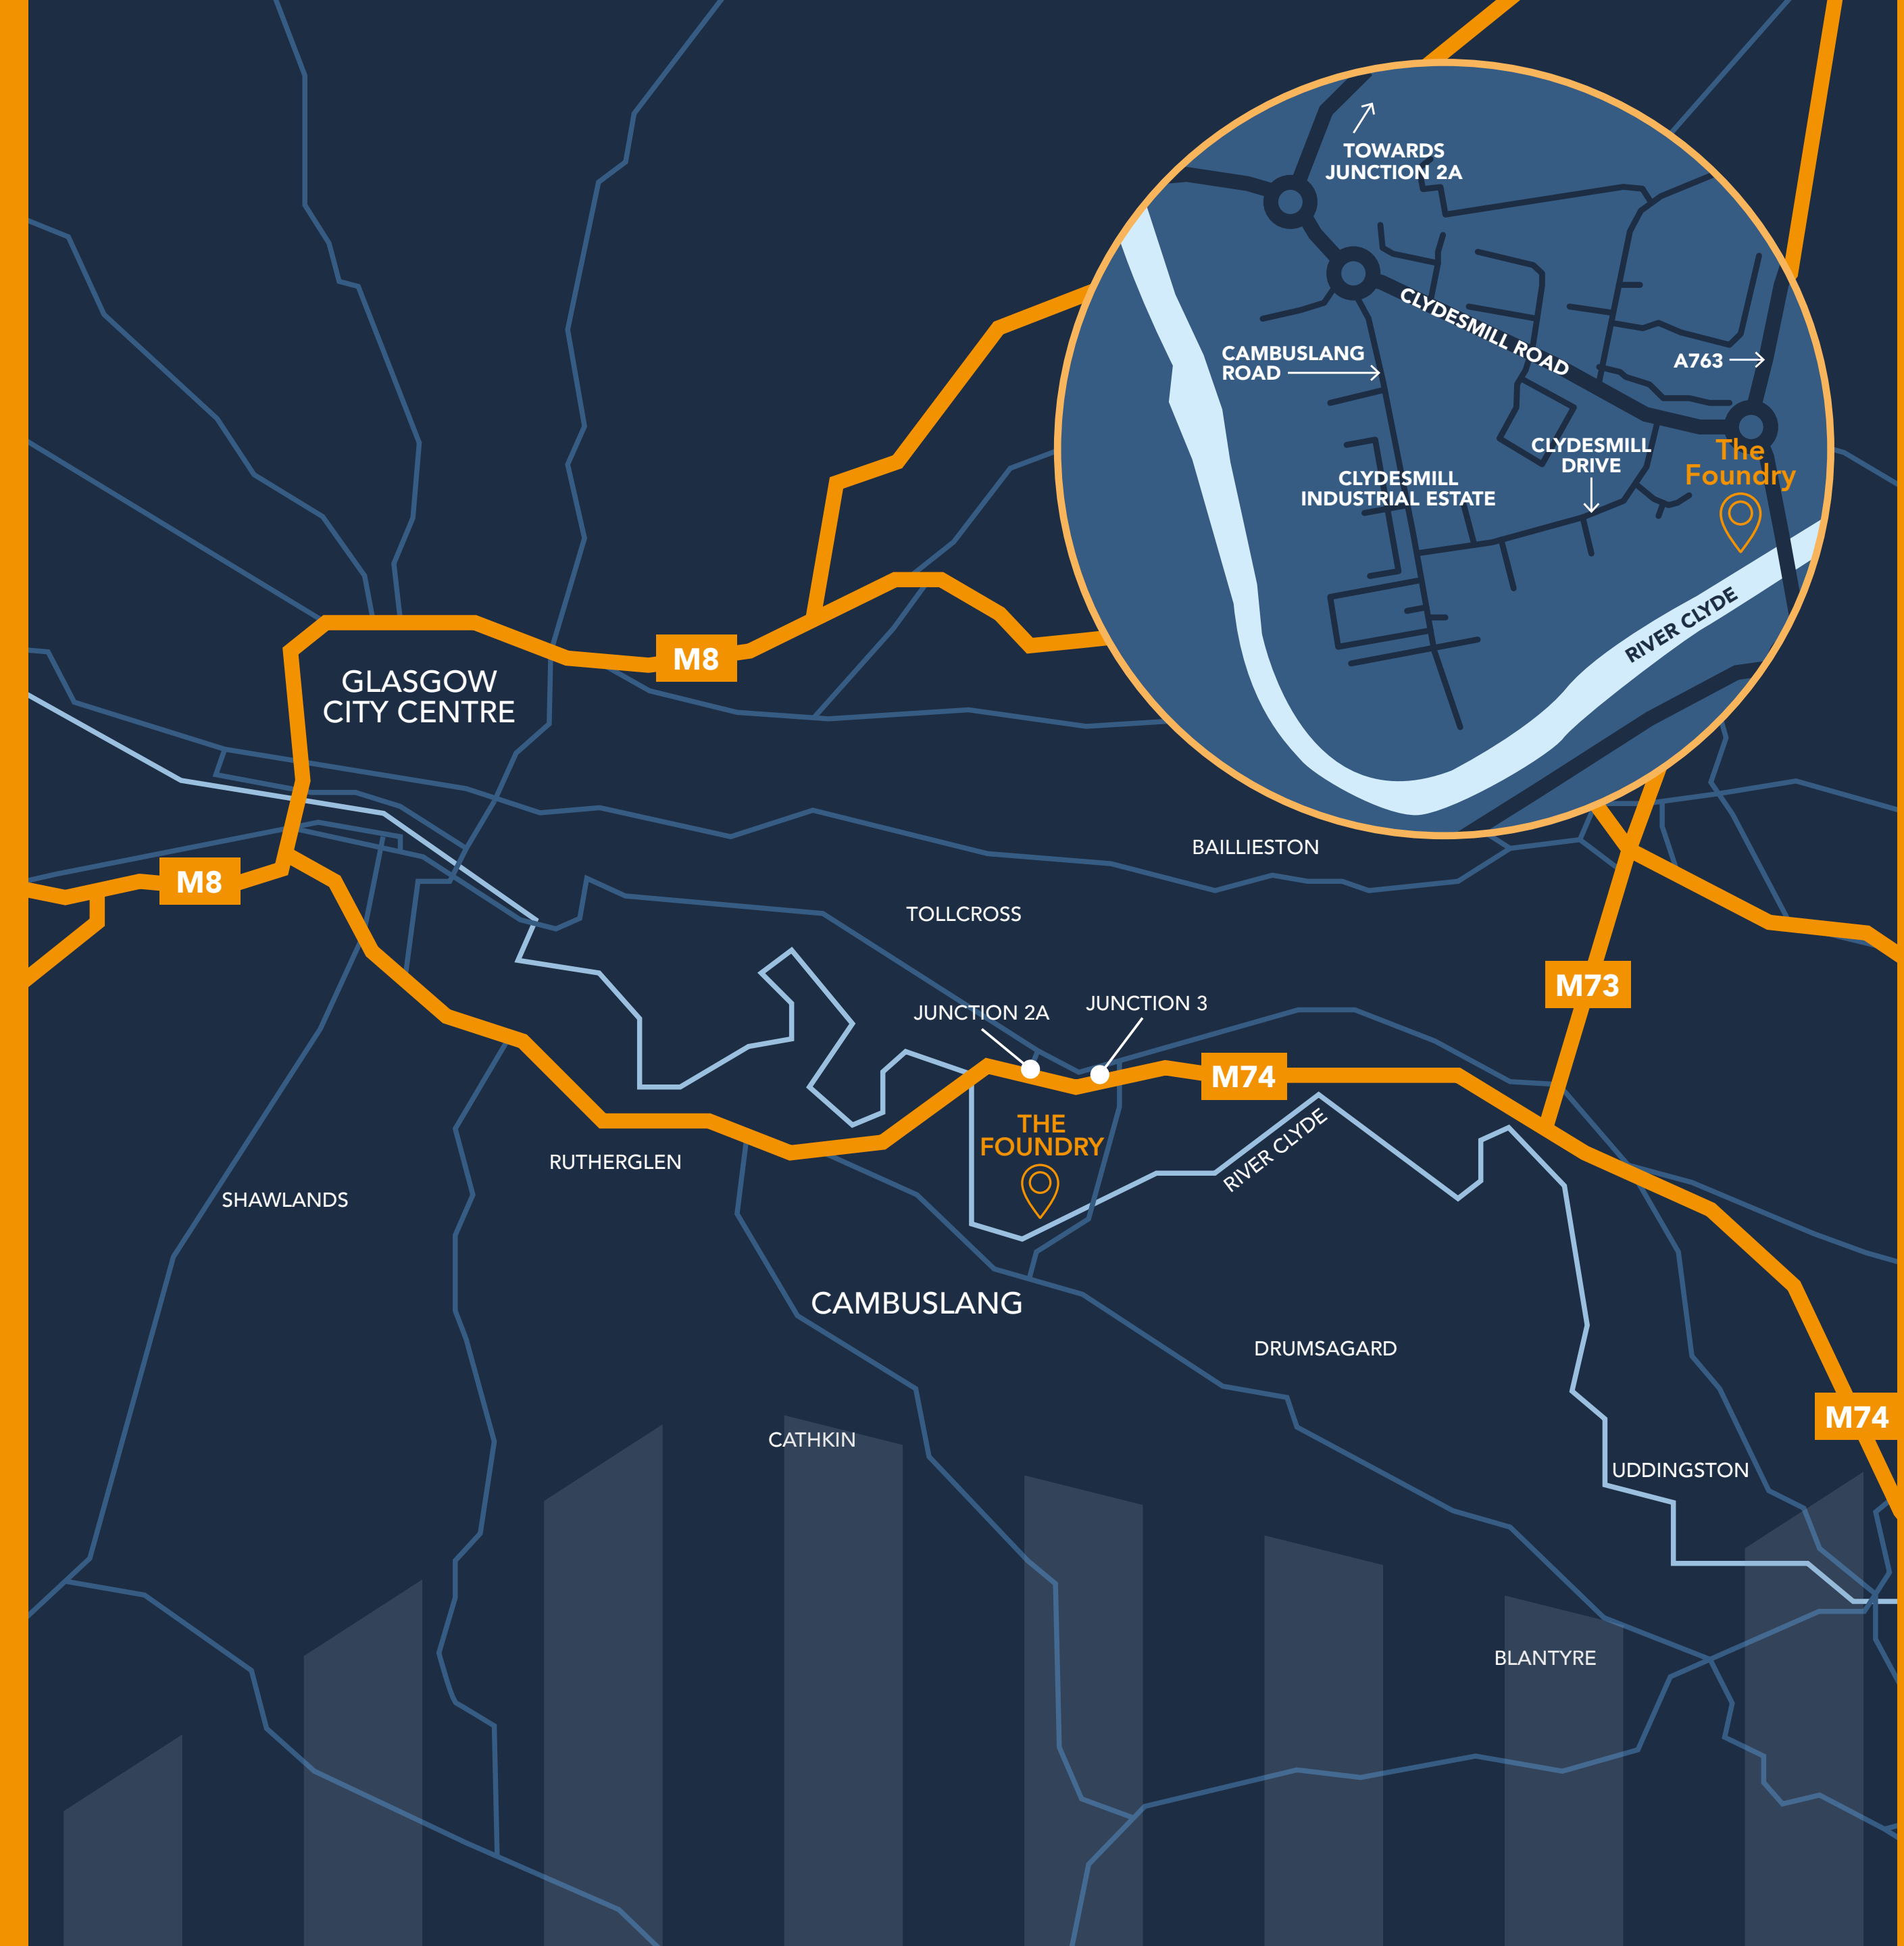 TOWARDS
JUNCTION 2A
CLYDESMILL ROAD
CAMBUSLANG
ROAD
A763
CLYDESMILL
DRIVE
The
Foundry
CLYDESMILL
INDUSTRIAL ESTATE
RIVER CLYDE
M8
GLASGOW
CITY CENTRE
BAILLIESTON
M8
TOLLCROSS
M73
JUNCTION 2A
JUNCTION 3
M74
THE
FOUNDRY
RIVER CLYDE
RUTHERGLEN
SHAWLANDS
CAMBUSLANG
DRUMSAGARD
M74
CATHKIN
UDDINGSTON
BLANTYRE